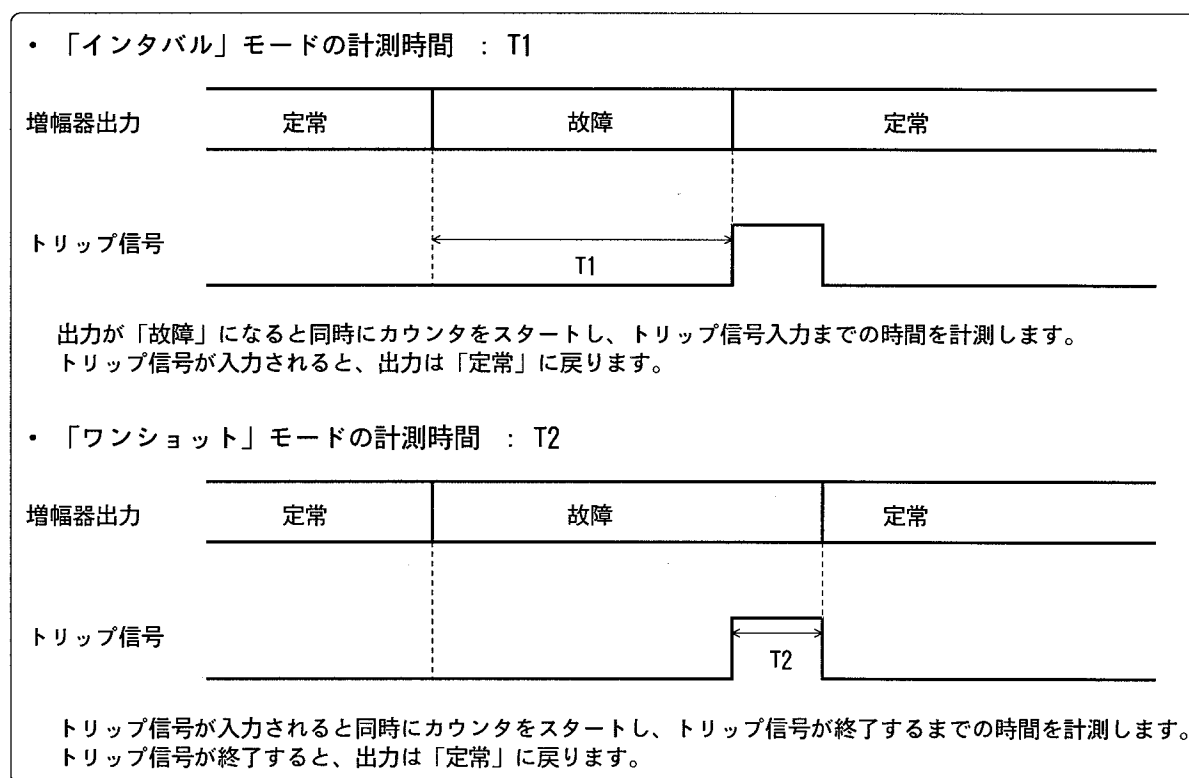 ・ 「インタバル」モードの計測時間 : T1
増幅器出力 定常 故障 定常
トリップ信号
T1
出力が「故障」になると同時にカウンタをスタートし、トリップ信号入力までの時間を計測します。
トリップ信号が入力されると、出力は「定常」に戻ります。
・ 「ワンショット」モードの計測時間 : T2
増幅器出力 定常 故障 定常
トリップ信号
T2
トリップ信号が入力されると同時にカウンタをスタートし、トリップ信号が終了するまでの時間を計測します。
トリップ信号が終了すると、出力は「定常」に戻ります。